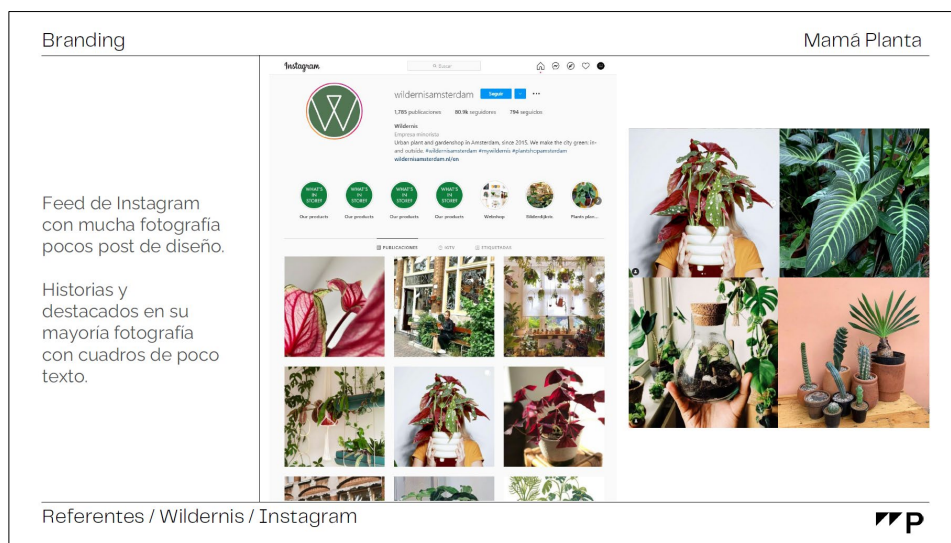 Branding
Mamá Planta
Feed de Instagram
con mucha fotografía
pocos post de diseño.
Historias y
destacados en su
mayoría fotografía
con cuadros de poco
texto.
Instagram
Buscar
wildernisamsterdam
Seguir
1,785 publicaciones 80.9k seguidores 794 seguidos
Wildernis
Empresa minorista
Urban plant and gardenshop in Amsterdam, since 2015. We make the city green: in-
and outside. #wildernisamsterdam #mywildernis #plantshopamsterdam
wildernisamsterdam.nl/en
WHAT'S IN STORE? WHAT'S IN STORE? WHAT'S IN STORE? WHAT'S IN STORE?
Our products Our products Our products Our products Webshop Plants plan...
PUBLICACIONES IGTV ETIQUETADAS
Referentes / Wildernis / Instagram
P